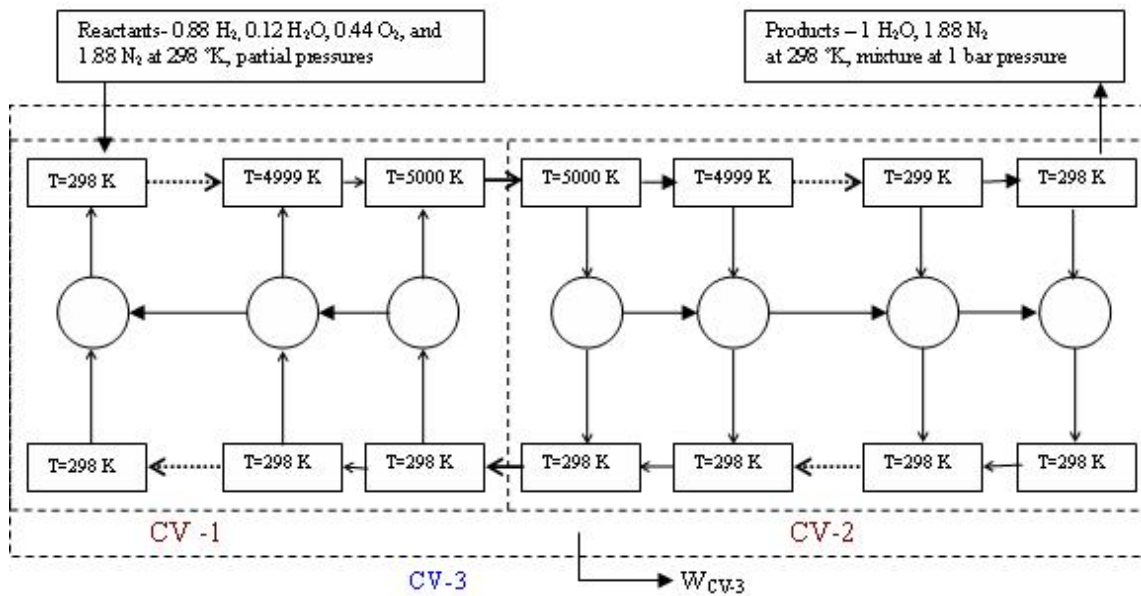 Reactants- 0.88 H₂, 0.12 H₂O, 0.44 O₂, and
1.88 N₂ at 298 °K, partial pressures
Products – 1 H₂O, 1.88 N₂
at 298 °K, mixture at 1 bar pressure
T=298 K
T=4999 K
T=5000 K
T=5000 K
T=4999 K
T=299 K
T=298 K
T=298 K
T=298 K
T=298 K
T=298 K
T=298 K
T=298 K
T=298 K
CV -1
CV-2
CV-3
W_CV-3